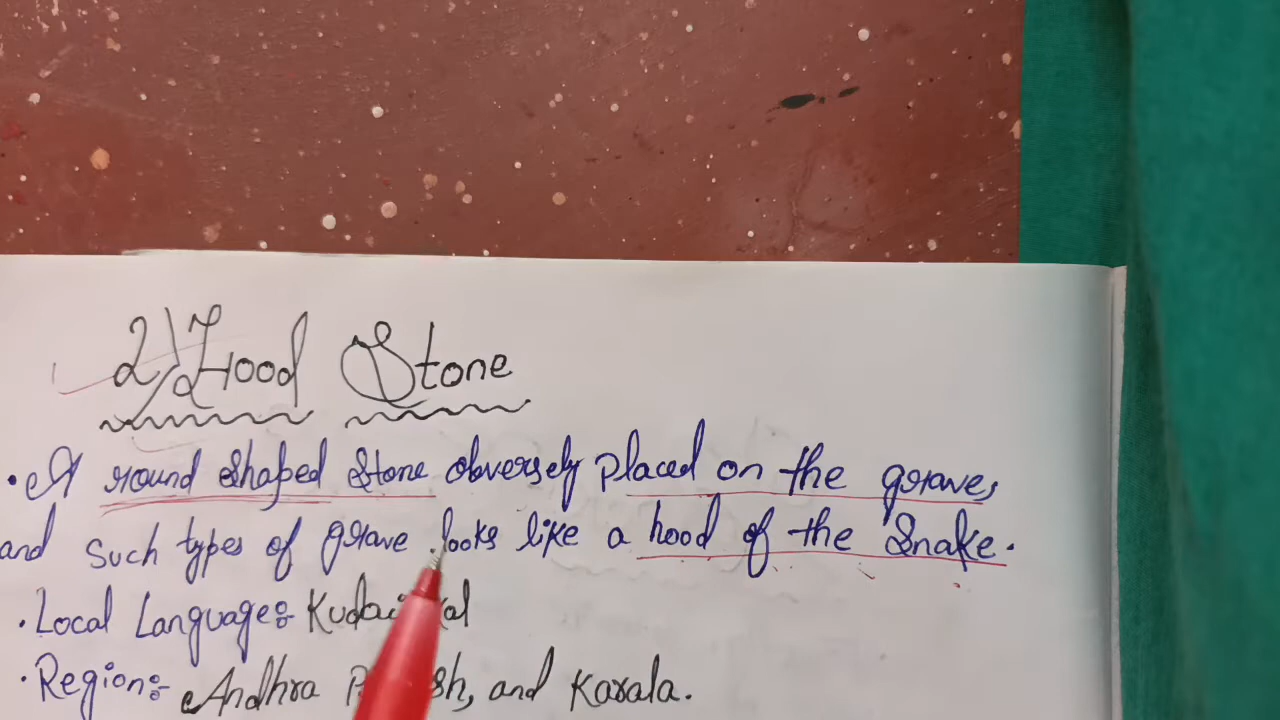 2) Hood Stone
• A round shaped stone obversely placed on the grave,
and such types of grave looks like a hood of the Snake.
• Local Language:- 
• Region:- Andhra and Karala.